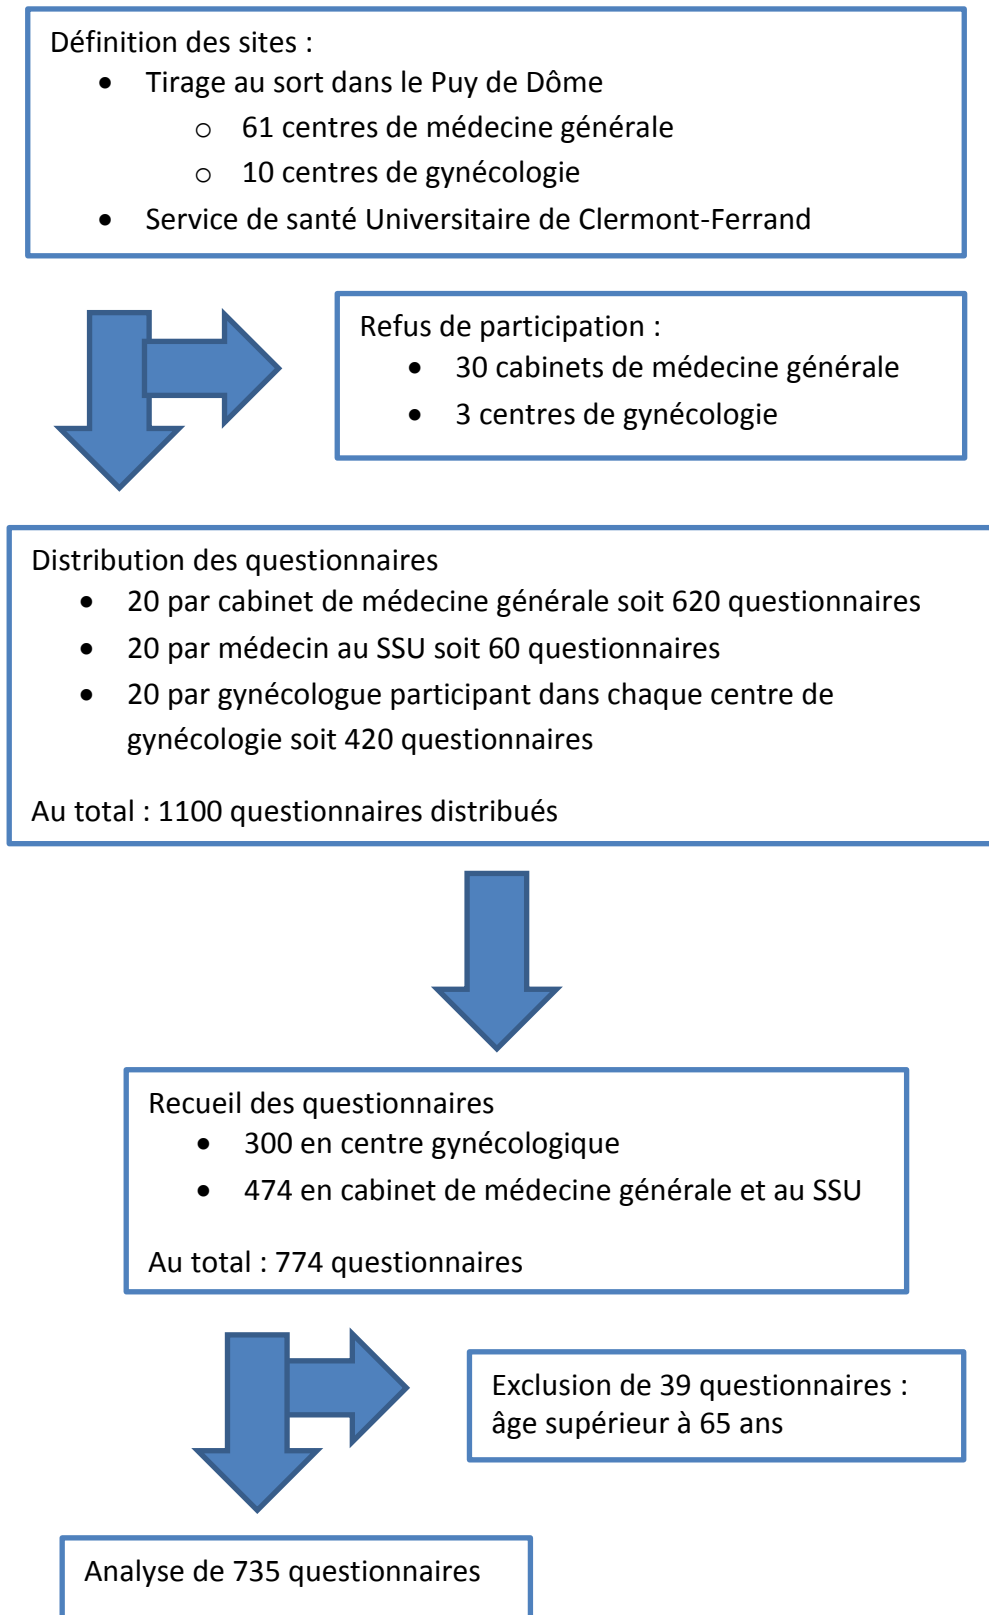 Définition des sites :
• Tirage au sort dans le Puy de Dôme
o 61 centres de médecine générale
o 10 centres de gynécologie
• Service de santé Universitaire de Clermont-Ferrand
Refus de participation :
• 30 cabinets de médecine générale
• 3 centres de gynécologie
Distribution des questionnaires
• 20 par cabinet de médecine générale soit 620 questionnaires
• 20 par médecin au SSU soit 60 questionnaires
• 20 par gynécologue participant dans chaque centre de
gynécologie soit 420 questionnaires
Au total : 1100 questionnaires distribués
Recueil des questionnaires
• 300 en centre gynécologique
• 474 en cabinet de médecine générale et au SSU
Au total : 774 questionnaires
Exclusion de 39 questionnaires :
âge supérieur à 65 ans
Analyse de 735 questionnaires